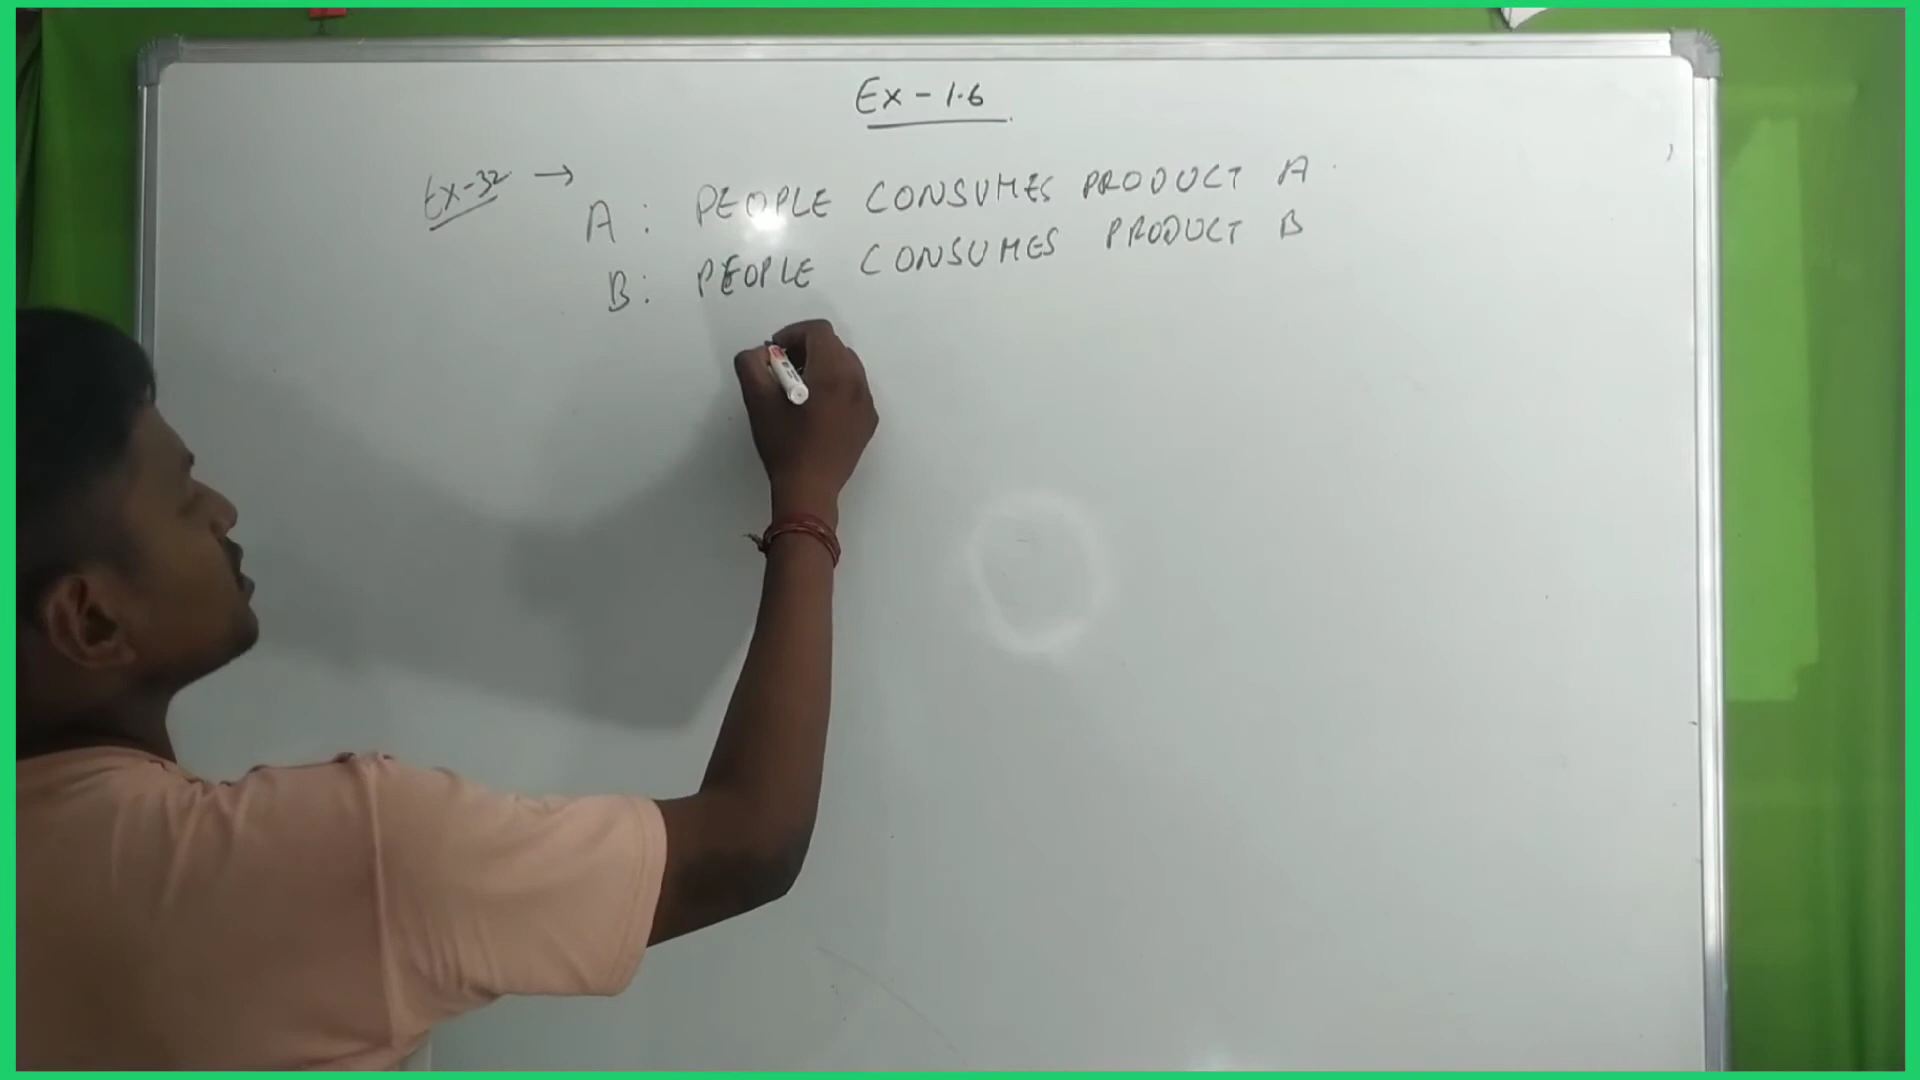 Ex - 1.6
Ex-32 → A : PEOPLE CONSUMES PRODUCT A
B : PEOPLE CONSUMES PRODUCT B